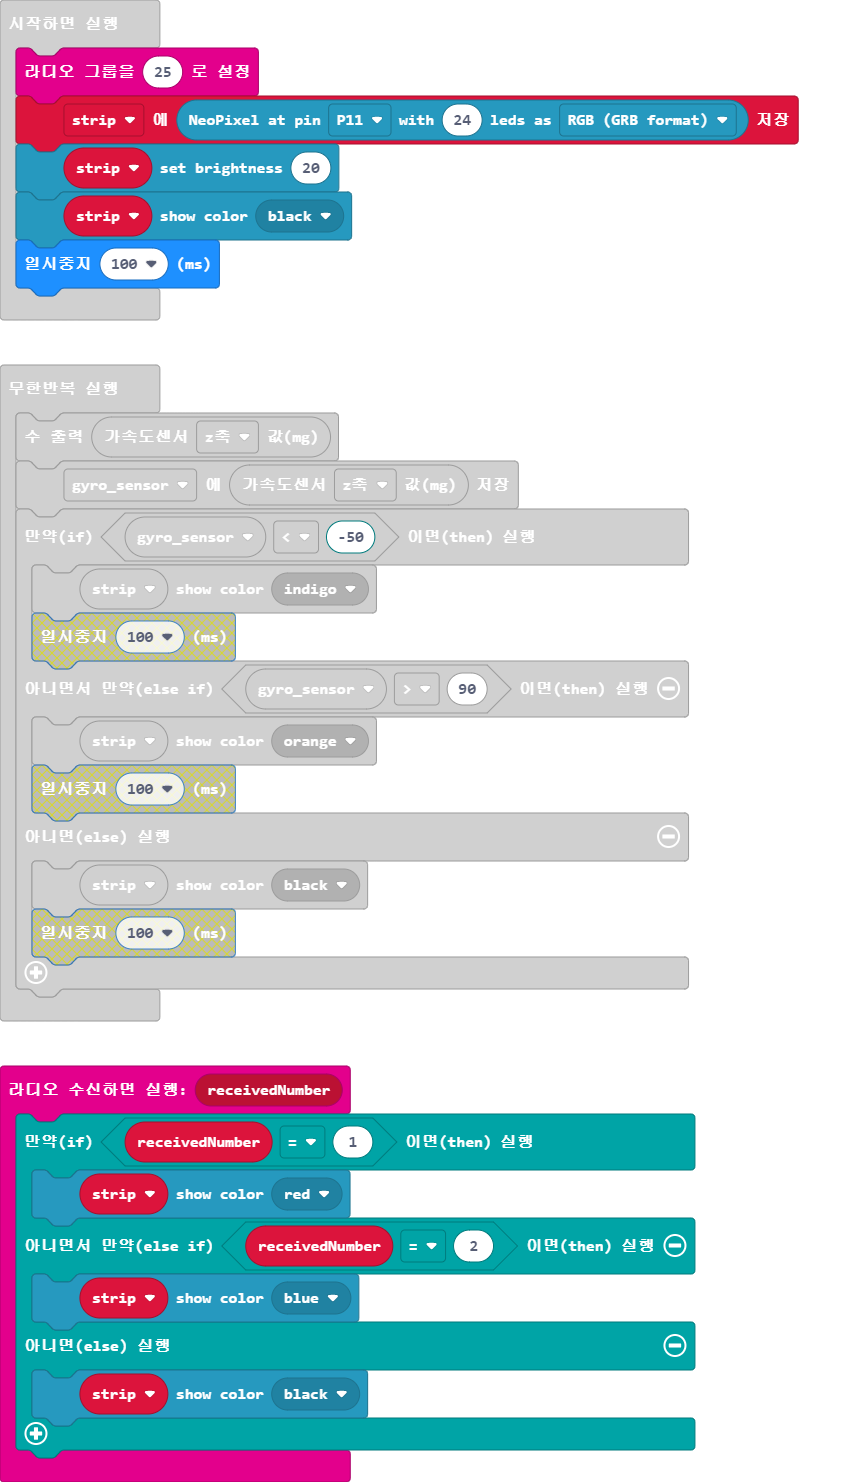 시작하면 실행
라디오 그룹을 25 로 설정
strip 에 NeoPixel at pin P11 with 24 leds as RGB (GRB format) 저장
strip set brightness 20
strip show color black
일시중지 100 (ms)
무한반복 실행
수 출력 가속도센서 z축 값(mg)
gyro_sensor 에 가속도센서 z축 값(mg) 저장
만약(if) gyro_sensor < -50 이면(then) 실행
strip show color indigo
일시중지 100 (ms)
아니면서 만약(else if) gyro_sensor > 90 이면(then) 실행
strip show color orange
일시중지 100 (ms)
아니면(else) 실행
strip show color black
일시중지 100 (ms)
라디오 수신하면 실행: receivedNumber
만약(if) receivedNumber = 1 이면(then) 실행
strip show color red
아니면서 만약(else if) receivedNumber = 2 이면(then) 실행
strip show color blue
아니면(else) 실행
strip show color black